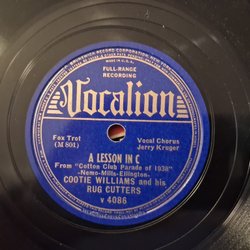 MADE IN U.S.A.
FULL-RANGE
RECORDING
Vocalion
Fox Trot
(M 801)
Vocal Chorus
Jerry Kruger
A LESSON IN C
From "Cotton Club Parade of 1938"
-Nemo-Mills-Ellington-
COOTIE WILLIAMS and his
RUG CUTTERS
v 4086